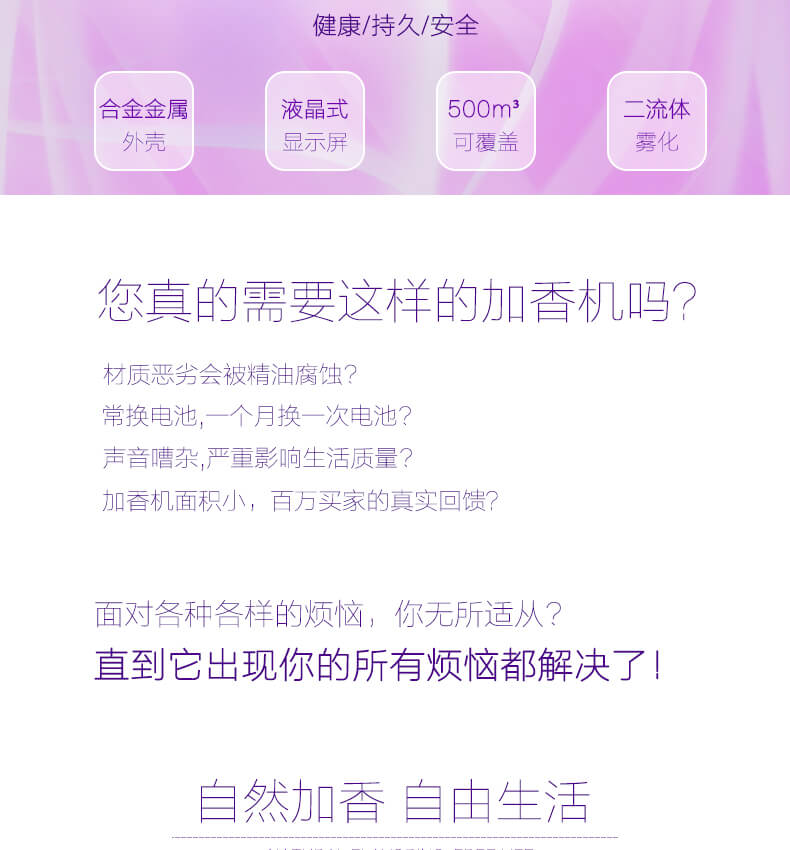 健康/持久/安全
合金金属 液晶式 500m³ 二流体
外壳 显示屏 可覆盖 雾化
您真的需要这样的加香机吗？
材质恶劣会被精油腐蚀？
常换电池,一个月换一次电池？
声音嘈杂,严重影响生活质量？
加香机面积小，百万买家的真实回馈？
面对各种各样的烦恼，你无所适从？
直到它出现你的所有烦恼都解决了！
自然加香 自由生活